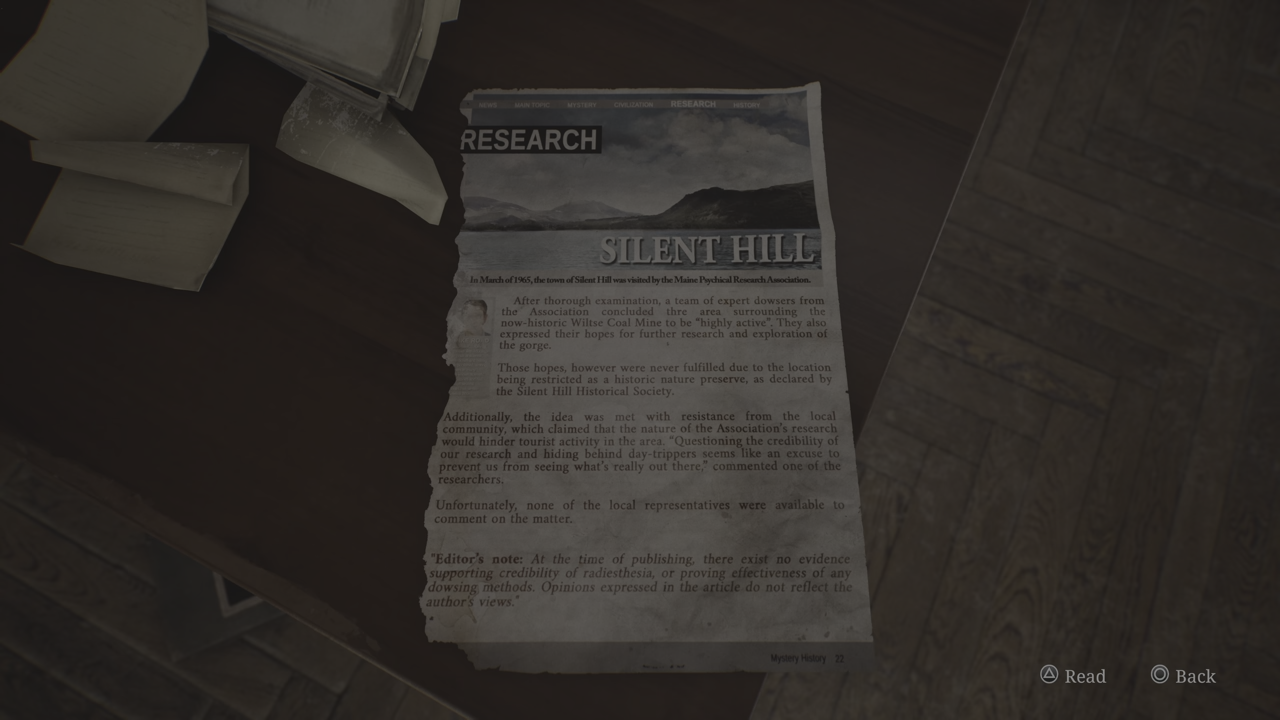 NEWS MAIN TOPIC MYSTERY CIVILIZATION RESEARCH HISTORY
RESEARCH
SILENT HILL
In March of 1965, the town of Silent Hill was visited by the Maine Psychical Research Association.
After thorough examination, a team of expert dowsers from
the Association concluded thre area surrounding the
now-historic Wiltse Coal Mine to be "highly active". They also
expressed their hopes for further research and exploration of
the gorge.
Those hopes, however were never fulfilled due to the location
being restricted as a historic nature preserve, as declared by
the Silent Hill Historical Society.
Additionally, the idea was met with resistance from the local
community, which claimed that the nature of the Association's research
would hinder tourist activity in the area. "Questioning the credibility of
our research and hiding behind day-trippers seems like an excuse to
prevent us from seeing what's really out there," commented one of the
researchers.
Unfortunately, none of the local representatives were available to
comment on the matter.
"Editor's note: At the time of publishing, there exist no evidence
supporting credibility of radiesthesia, or proving effectiveness of any
dowsing methods. Opinions expressed in the article do not reflect the
author's views."
Mystery History 22
Read
Back